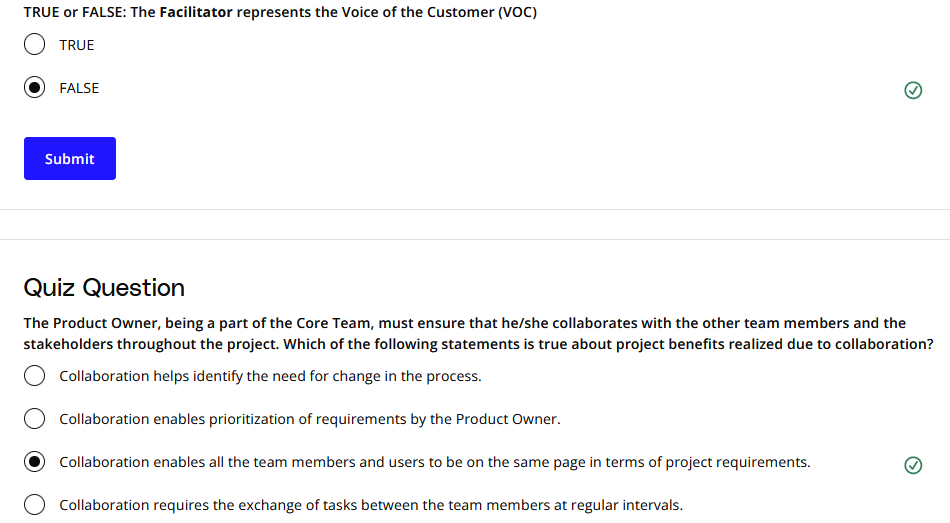 TRUE or FALSE: The Facilitator represents the Voice of the Customer (VOC)
TRUE
FALSE
Submit
Quiz Question
The Product Owner, being a part of the Core Team, must ensure that he/she collaborates with the other team members and the
stakeholders throughout the project. Which of the following statements is true about project benefits realized due to collaboration?
Collaboration helps identify the need for change in the process.
Collaboration enables prioritization of requirements by the Product Owner.
Collaboration enables all the team members and users to be on the same page in terms of project requirements.
Collaboration requires the exchange of tasks between the team members at regular intervals.